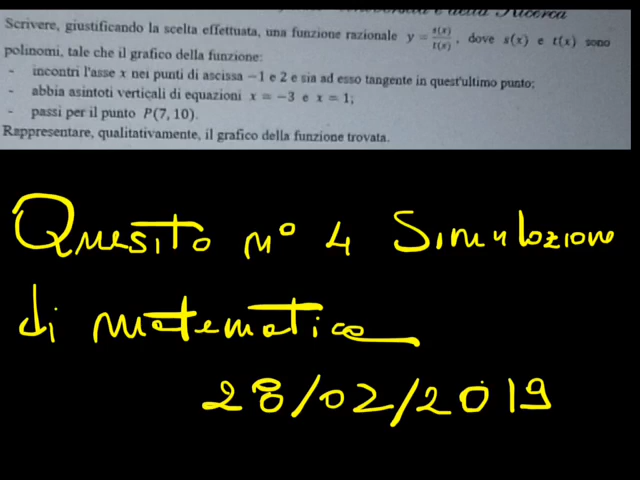 della Ricerca
Scrivere, giustificando la scelta effettuata, una funzione razionale y = s(x)/t(x), dove s(x) e t(x) sono
polinomi, tale che il grafico della funzione:
- incontri l'asse x nei punti di ascissa −1 e 2 e sia ad esso tangente in quest'ultimo punto;
- abbia asintoti verticali di equazioni x = −3 e x = 1;
- passi per il punto P(7, 10).
Rappresentare, qualitativamente, il grafico della funzione trovata.
Quesito n° 4 Simulazione
di matematica
28/02/2019